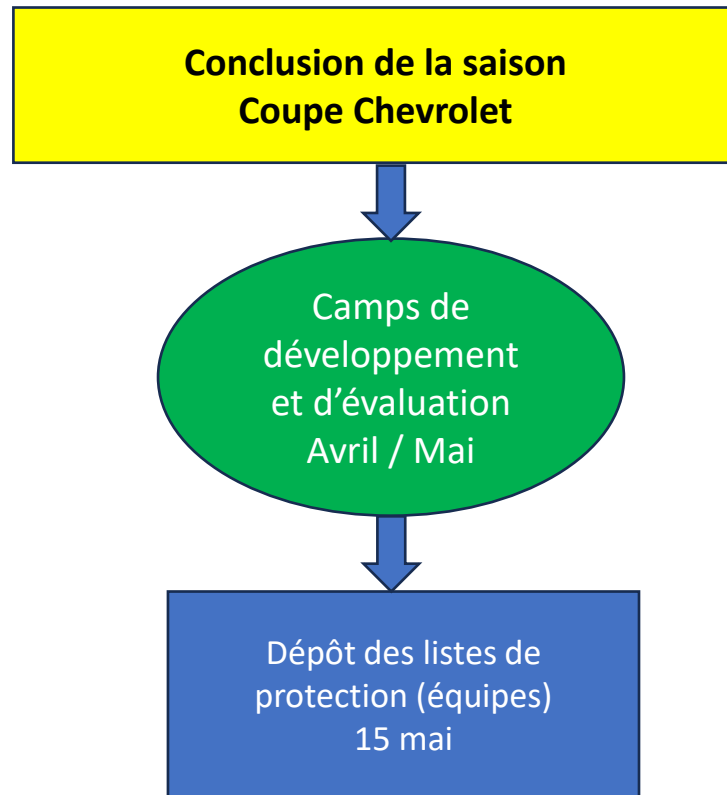 Conclusion de la saison
Coupe Chevrolet
Camps de
développement
et d’évaluation
Avril / Mai
Dépôt des listes de
protection (équipes)
15 mai